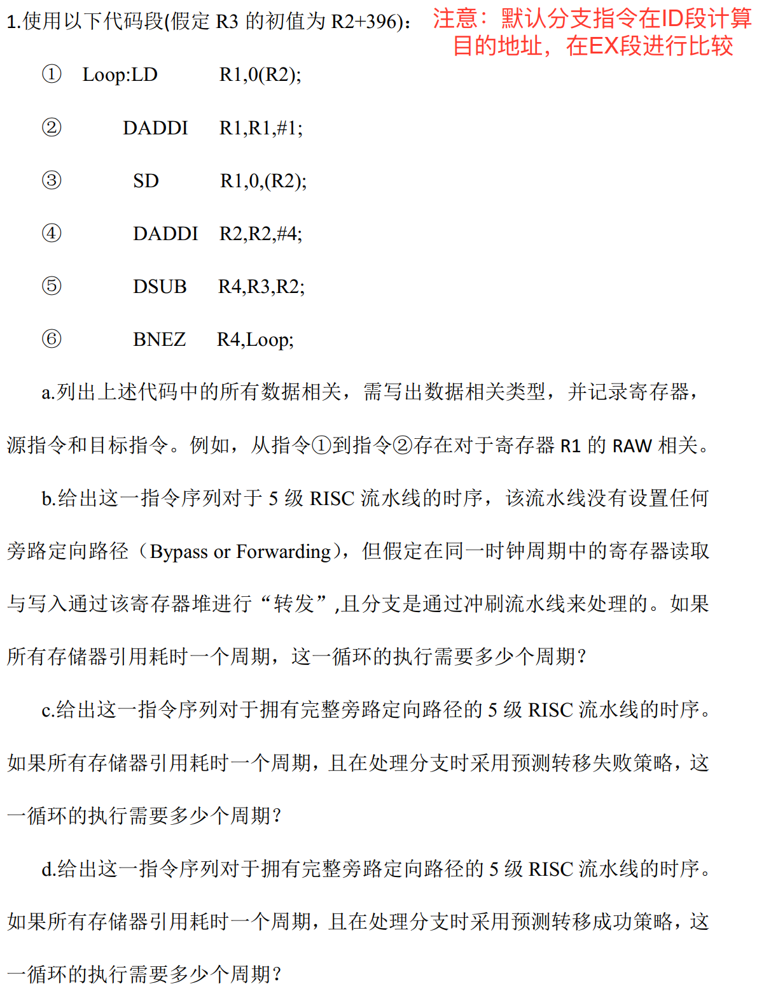 1.使用以下代码段(假定 R3 的初值为 R2+396)：
注意：默认分支指令在ID段计算
目的地址，在EX段进行比较
① Loop:LD R1,0(R2);
② DADDI R1,R1,#1;
③ SD R1,0,(R2);
④ DADDI R2,R2,#4;
⑤ DSUB R4,R3,R2;
⑥ BNEZ R4,Loop;
a.列出上述代码中的所有数据相关，需写出数据相关类型，并记录寄存器，
源指令和目标指令。例如，从指令①到指令②存在对于寄存器 R1 的 RAW 相关。
b.给出这一指令序列对于 5 级 RISC 流水线的时序，该流水线没有设置任何
旁路定向路径（Bypass or Forwarding），但假定在同一时钟周期中的寄存器读取
与写入通过该寄存器堆进行“转发”,且分支是通过冲刷流水线来处理的。如果
所有存储器引用耗时一个周期，这一循环的执行需要多少个周期？
c.给出这一指令序列对于拥有完整旁路定向路径的 5 级 RISC 流水线的时序。
如果所有存储器引用耗时一个周期，且在处理分支时采用预测转移失败策略，这
一循环的执行需要多少个周期？
d.给出这一指令序列对于拥有完整旁路定向路径的 5 级 RISC 流水线的时序。
如果所有存储器引用耗时一个周期，且在处理分支时采用预测转移成功策略，这
一循环的执行需要多少个周期？